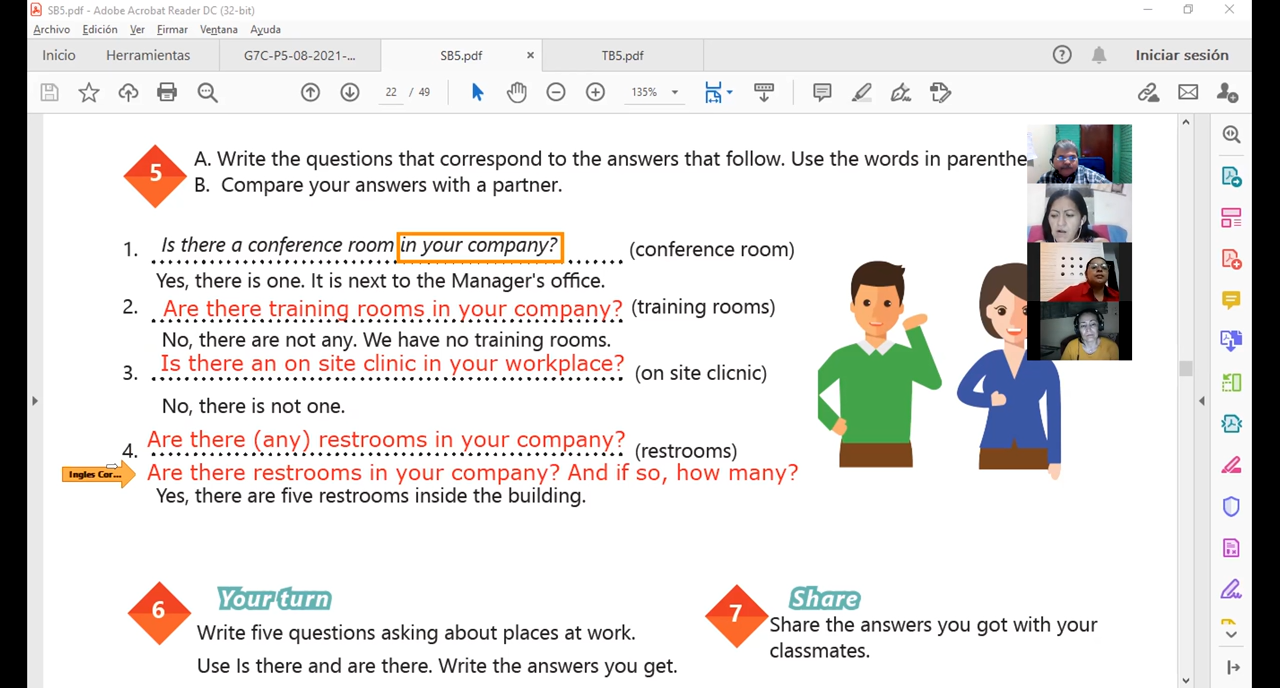 SB5.pdf - Adobe Acrobat Reader DC (32-bit)
Archivo Edición Ver Firmar Ventana Ayuda
Inicio Herramientas G7C-P5-08-2021-... SB5.pdf × TB5.pdf Iniciar sesión
22 / 49 135%
5
A. Write the questions that correspond to the answers that follow. Use the words in parenthe
B. Compare your answers with a partner.
1. Is there a conference room in your company? (conference room)
Yes, there is one. It is next to the Manager's office.
2. Are there training rooms in your company? (training rooms)
No, there are not any. We have no training rooms.
3. Is there an on site clinic in your workplace? (on site clicnic)
No, there is not one.
4. Are there (any) restrooms in your company? (restrooms)
Ingles Cor... Are there restrooms in your company? And if so, how many?
Yes, there are five restrooms inside the building.
6 Your turn
Write five questions asking about places at work.
Use Is there and are there. Write the answers you get.
7 Share
Share the answers you got with your
classmates.